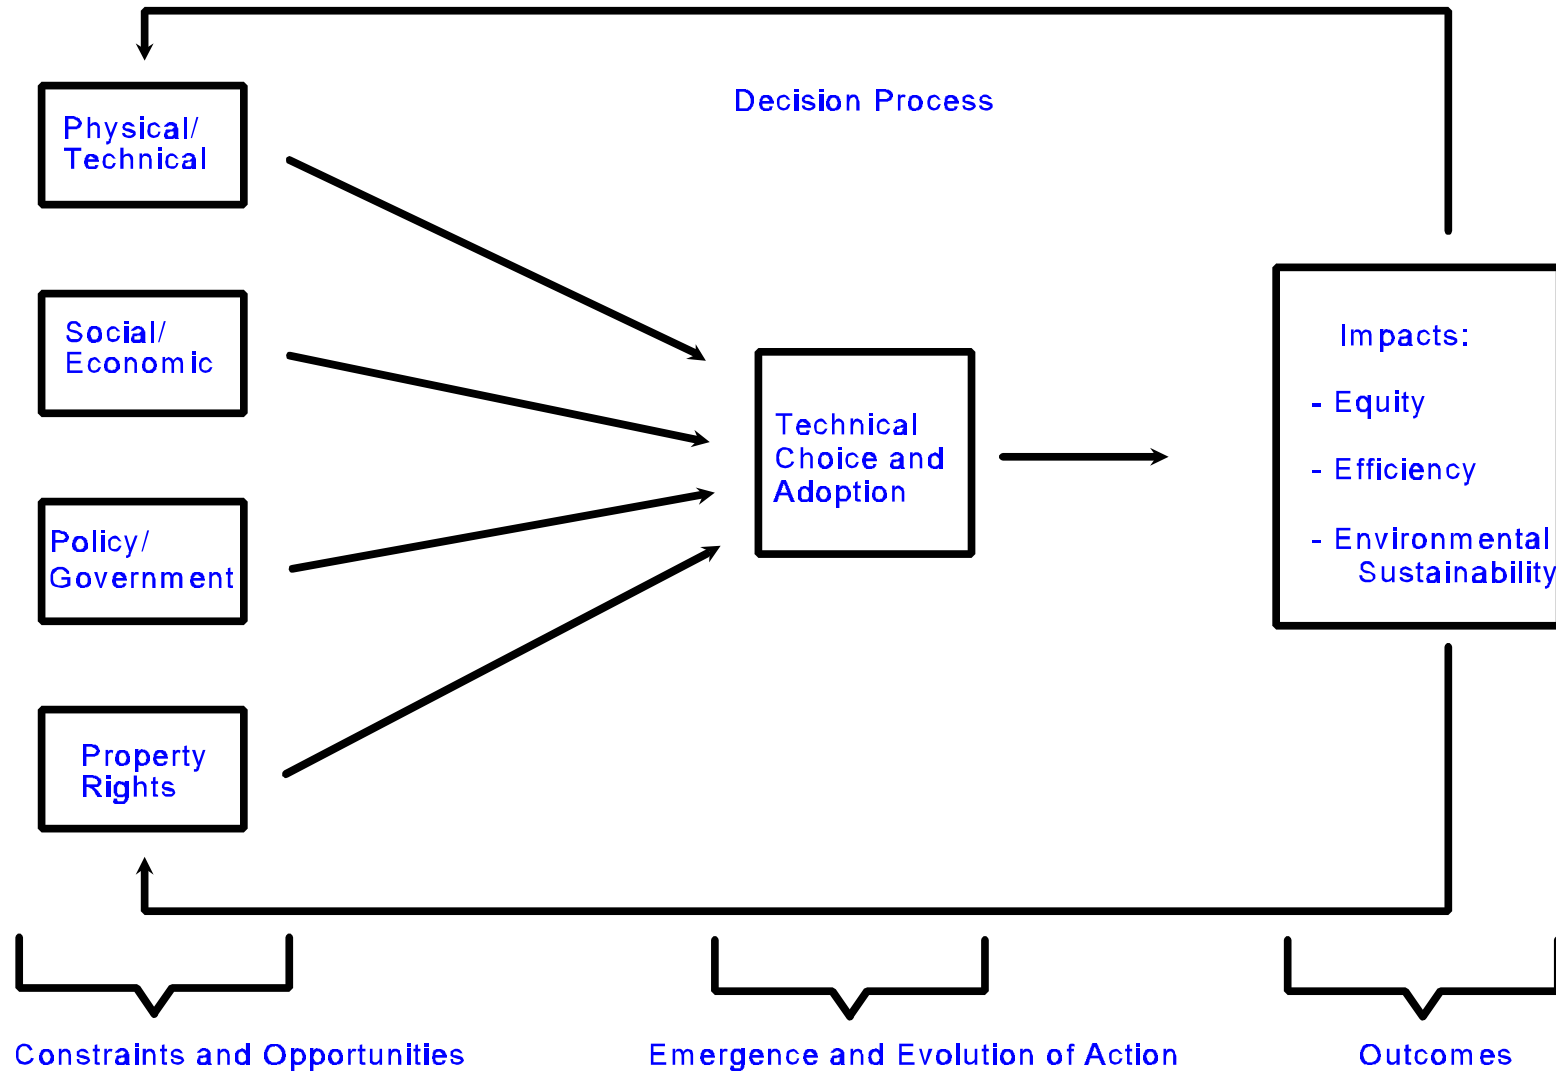 Decision Process
Physical/
Technical
Social/
Economic
Policy/
Government
Property
Rights
Technical
Choice and
Adoption
Impacts:
- Equity
- Efficiency
- Environmental
Sustainability
Constraints and Opportunities
Emergence and Evolution of Action
Outcomes